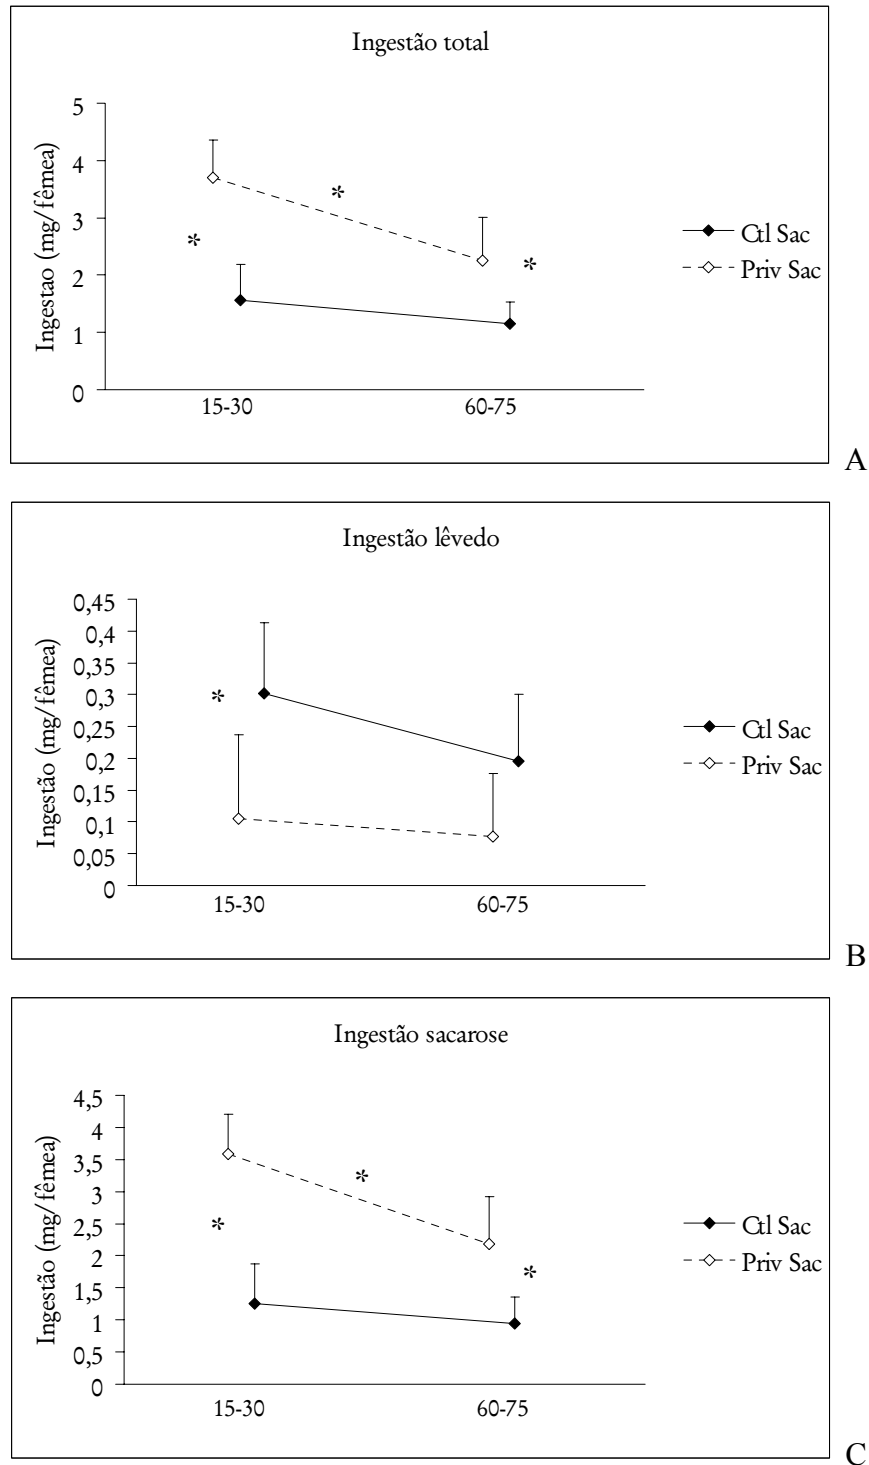 Ingestão total
Ingestao (mg/fêmea)
5
4
3
2
1
0
*
*
*
15-30
60-75
Ctl Sac
Priv Sac
A
Ingestão lêvedo
Ingestão (mg/fêmea)
0,45
0,4
0,35
0,3
0,25
0,2
0,15
0,1
0,05
0
*
15-30
60-75
Ctl Sac
Priv Sac
B
Ingestão sacarose
Ingestão (mg/fêmea)
4,5
4
3,5
3
2,5
2
1,5
1
0,5
0
*
*
*
15-30
60-75
Ctl Sac
Priv Sac
C